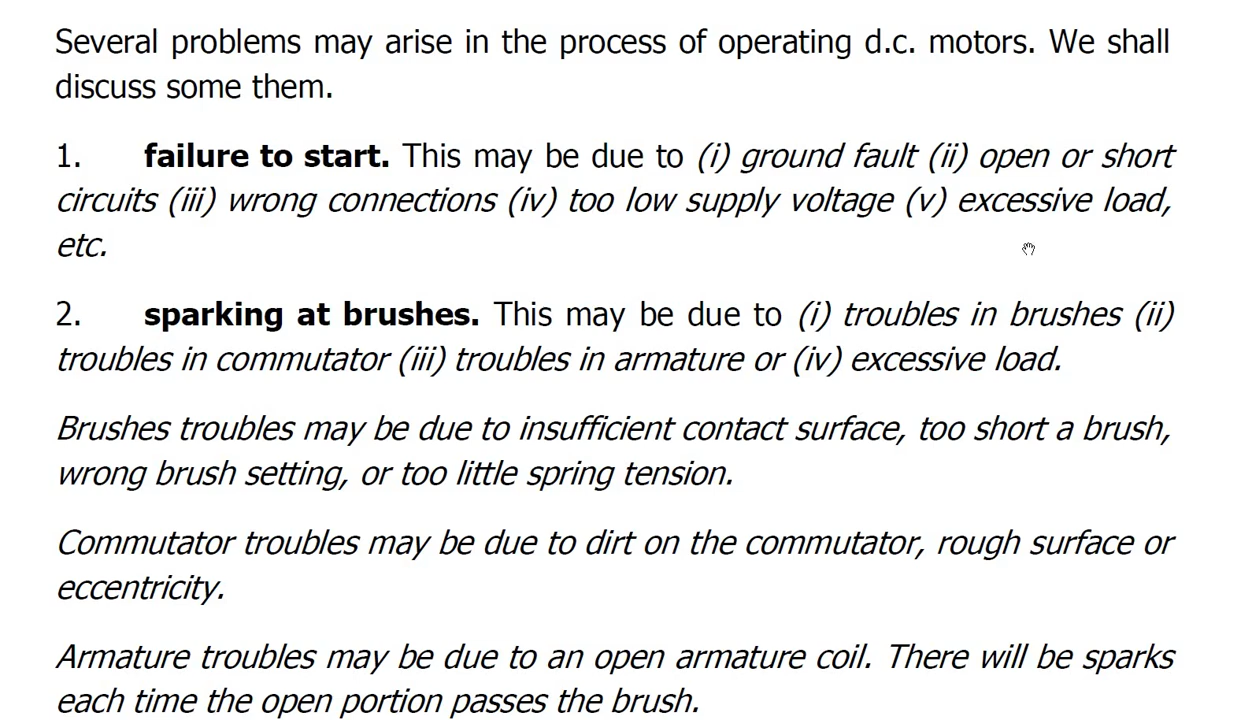 Several problems may arise in the process of operating d.c. motors. We shall
discuss some them.
1. failure to start. This may be due to (i) ground fault (ii) open or short
circuits (iii) wrong connections (iv) too low supply voltage (v) excessive load,
etc.
2. sparking at brushes. This may be due to (i) troubles in brushes (ii)
troubles in commutator (iii) troubles in armature or (iv) excessive load.
Brushes troubles may be due to insufficient contact surface, too short a brush,
wrong brush setting, or too little spring tension.
Commutator troubles may be due to dirt on the commutator, rough surface or
eccentricity.
Armature troubles may be due to an open armature coil. There will be sparks
each time the open portion passes the brush.